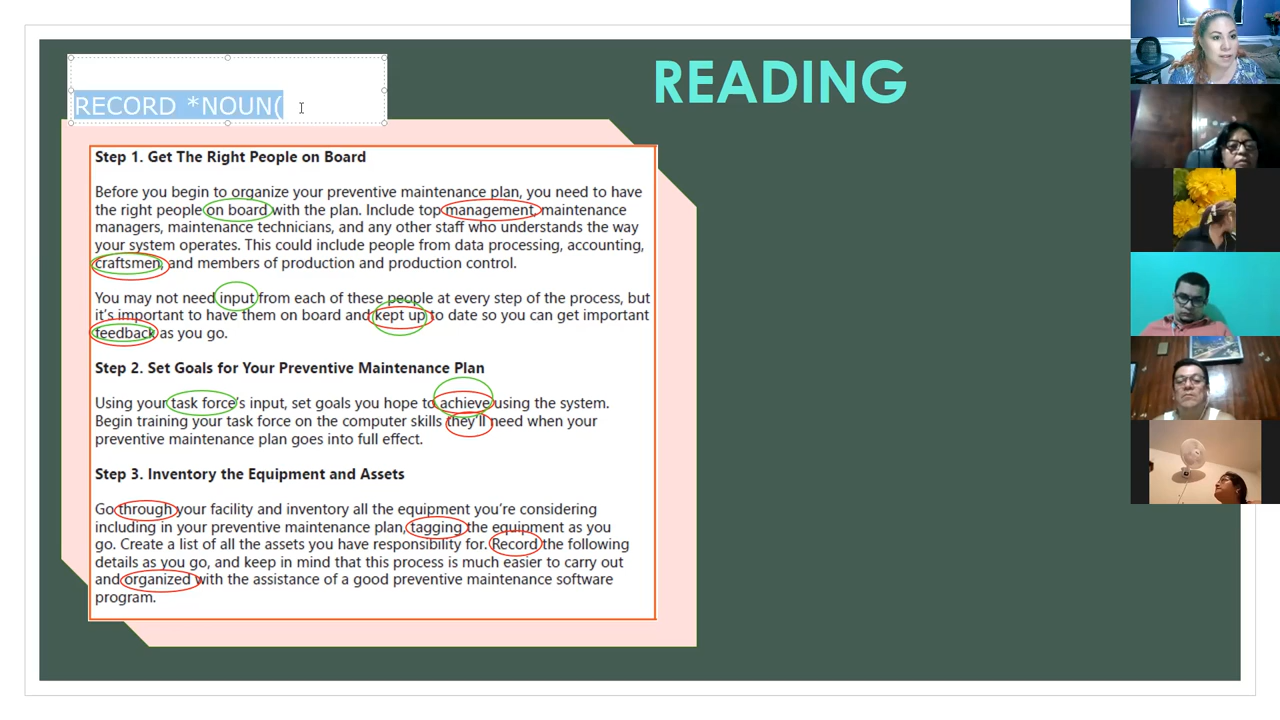 RECORD *NOUN(
READING
Step 1. Get The Right People on Board
Before you begin to organize your preventive maintenance plan, you need to have
the right people on board with the plan. Include top management, maintenance
managers, maintenance technicians, and any other staff who understands the way
your system operates. This could include people from data processing, accounting,
craftsmen, and members of production and production control.
You may not need input from each of these people at every step of the process, but
it's important to have them on board and kept up to date so you can get important
feedback as you go.
Step 2. Set Goals for Your Preventive Maintenance Plan
Using your task force's input, set goals you hope to achieve using the system.
Begin training your task force on the computer skills they'll need when your
preventive maintenance plan goes into full effect.
Step 3. Inventory the Equipment and Assets
Go through your facility and inventory all the equipment you're considering
including in your preventive maintenance plan, tagging the equipment as you
go. Create a list of all the assets you have responsibility for. Record the following
details as you go, and keep in mind that this process is much easier to carry out
and organized with the assistance of a good preventive maintenance software
program.